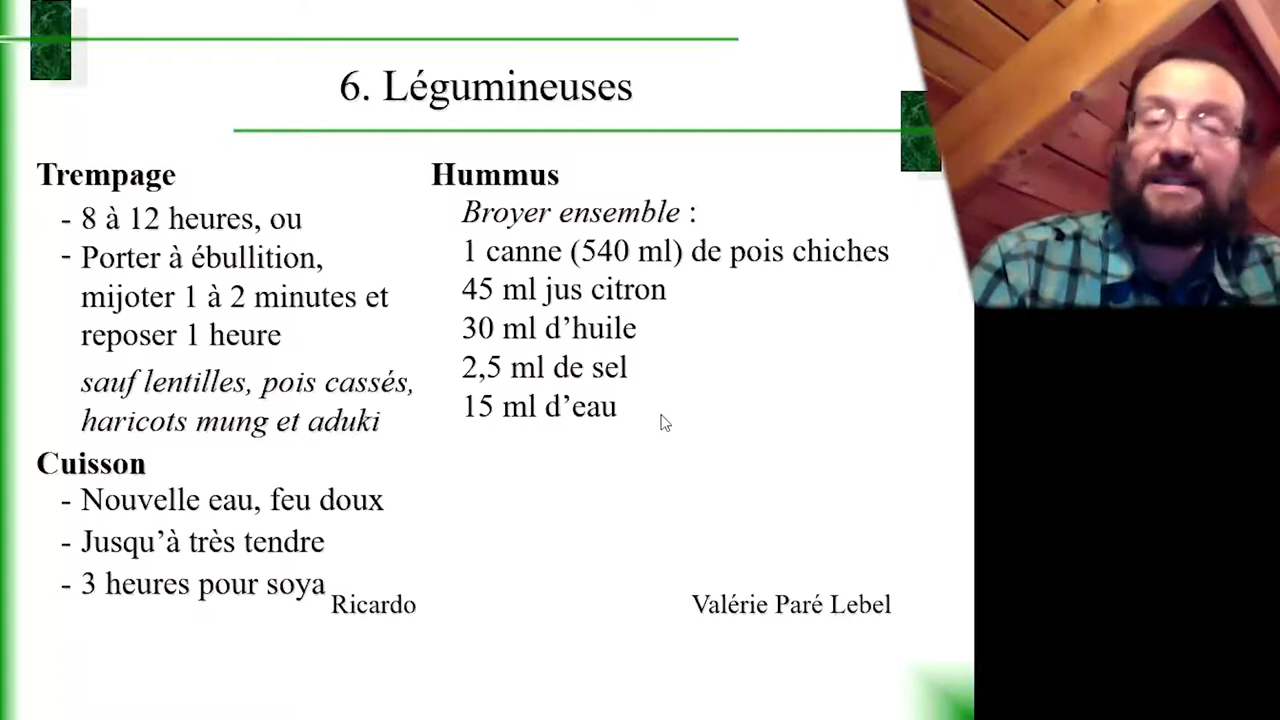 6. Légumineuses
Trempage
- 8 à 12 heures, ou
- Porter à ébullition,
mijoter 1 à 2 minutes et
reposer 1 heure
sauf lentilles, pois cassés,
haricots mung et aduki
Cuisson
- Nouvelle eau, feu doux
- Jusqu’à très tendre
- 3 heures pour soya
Hummus
Broyer ensemble :
1 canne (540 ml) de pois chiches
45 ml jus citron
30 ml d’huile
2,5 ml de sel
15 ml d’eau
Ricardo
Valérie Paré Lebel